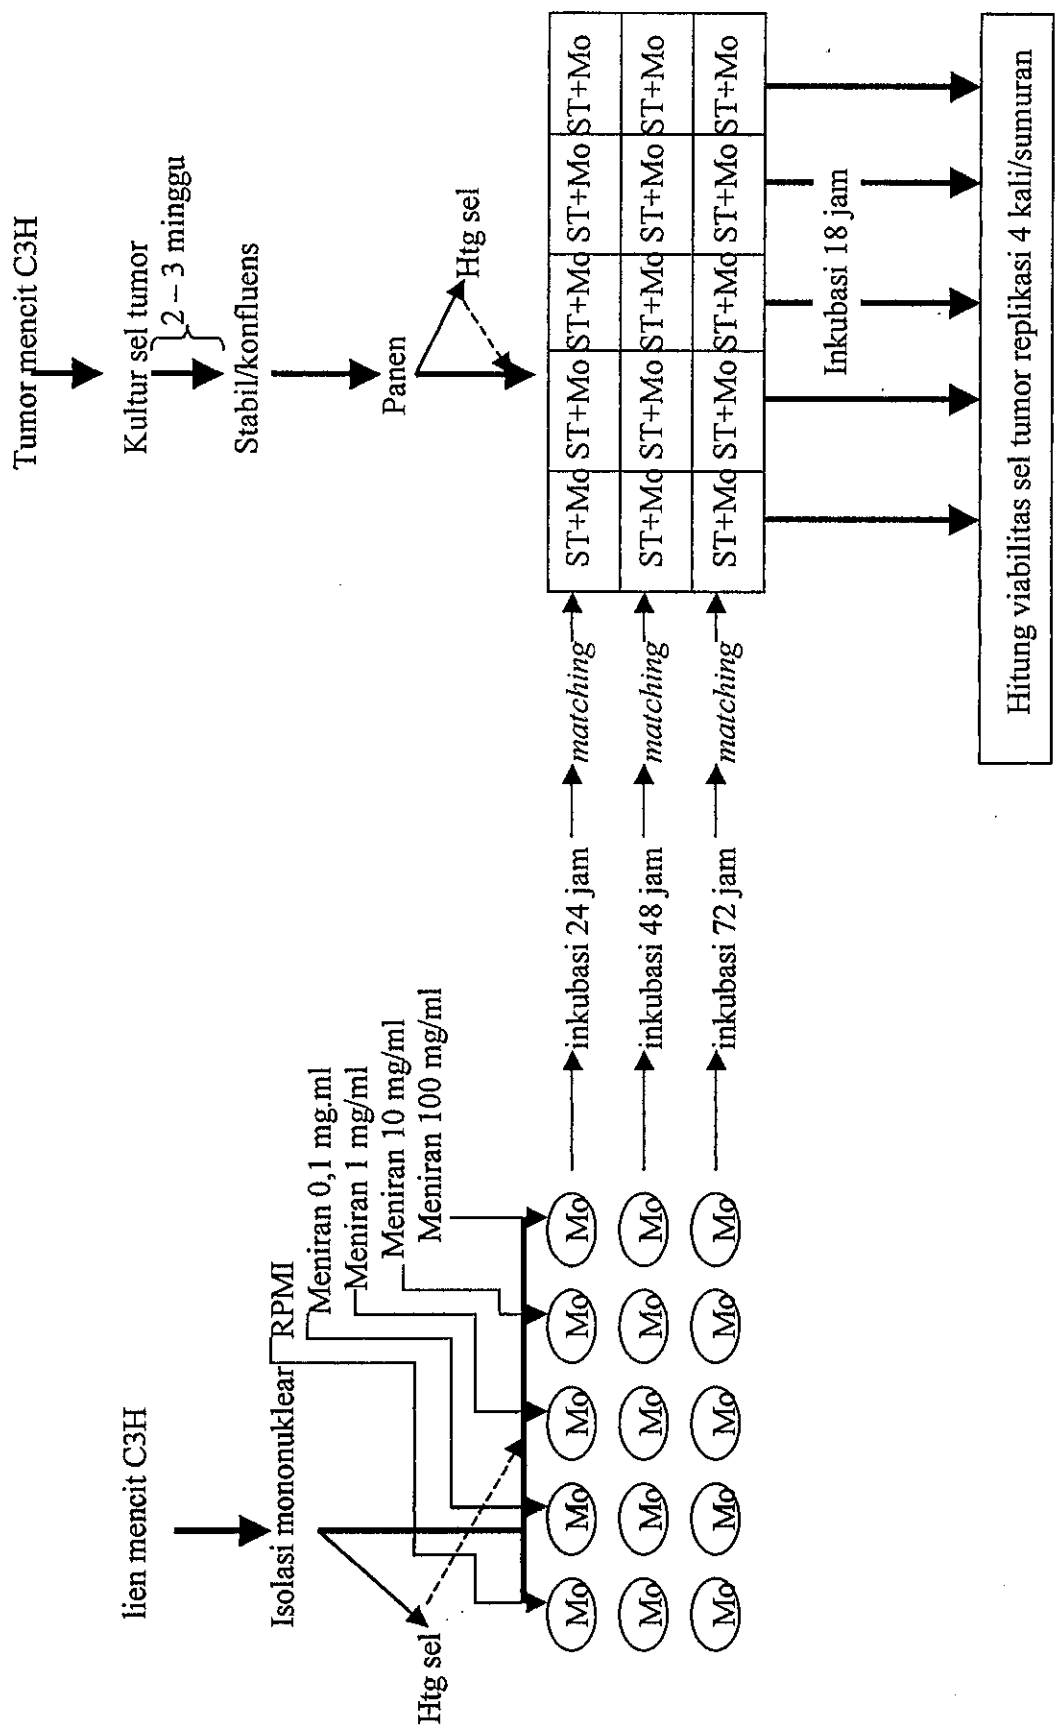 lien mencit C3H
Isolasi mononuklear
Htg sel
RPMI
Meniran 0,1 mg.ml
Meniran 1 mg/ml
Meniran 10 mg/ml
Meniran 100 mg/ml
Mo Mo Mo Mo Mo
Mo Mo Mo Mo Mo
Mo Mo Mo Mo Mo
inkubasi 24 jam
matching
inkubasi 48 jam
matching
inkubasi 72 jam
matching
Tumor mencit C3H
Kultur sel tumor
2 – 3 minggu
Stabil/konfluens
Panen
Htg sel
ST+Mo ST+Mo ST+Mo ST+Mo ST+Mo
ST+Mo ST+Mo ST+Mo ST+Mo ST+Mo
ST+Mo ST+Mo ST+Mo ST+Mo ST+Mo
Inkubasi 18 jam
Hitung viabilitas sel tumor replikasi 4 kali/sumuran